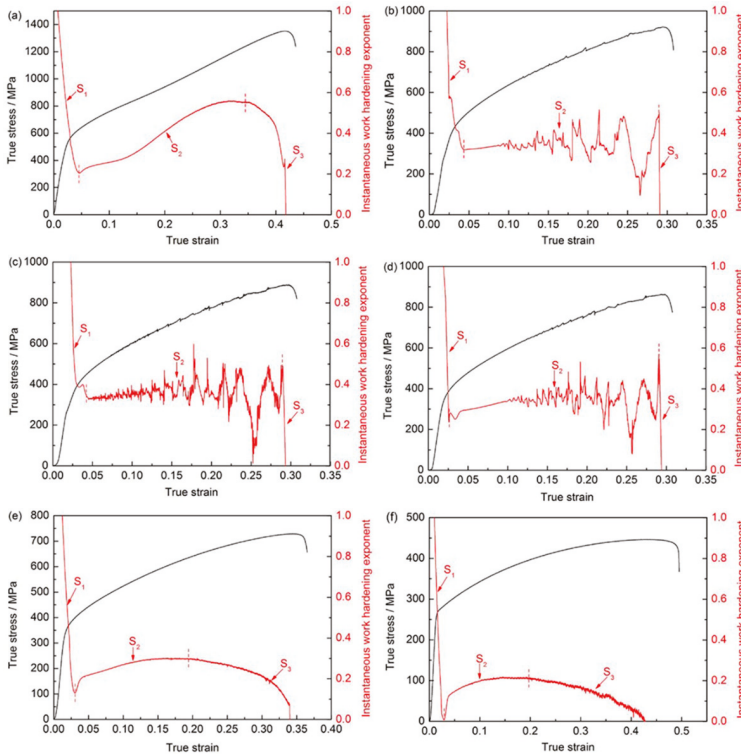 (a)
True stress / MPa
1400
1200
1000
800
600
400
200
0
S1
S2
S3
1.0
0.8
0.6
0.4
0.2
0.0
Instantaneous work hardening exponent
0.0 0.1 0.2 0.3 0.4 0.5
True strain
(b)
True stress / MPa
1000
800
600
400
200
0
S1
S2
S3
1.0
0.8
0.6
0.4
0.2
0.0
Instantaneous work hardening exponent
0.00 0.05 0.10 0.15 0.20 0.25 0.30 0.35
True strain
(c)
True stress / MPa
1000
800
600
400
200
0
S1
S2
S3
1.0
0.8
0.6
0.4
0.2
0.0
Instantaneous work hardening exponent
0.00 0.05 0.10 0.15 0.20 0.25 0.30 0.35
True strain
(d)
True stress / MPa
1000
800
600
400
200
0
S1
S2
S3
1.0
0.8
0.6
0.4
0.2
0.0
Instantaneous work hardening exponent
0.00 0.05 0.10 0.15 0.20 0.25 0.30 0.35
True strain
(e)
True stress / MPa
800
700
600
500
400
300
200
100
0
S1
S2
S3
1.0
0.8
0.6
0.4
0.2
0.0
Instantaneous work hardening exponent
0.00 0.05 0.10 0.15 0.20 0.25 0.30 0.35 0.40
True strain
(f)
True stress / MPa
500
400
300
200
100
0
S1
S2
S3
1.0
0.8
0.6
0.4
0.2
0.0
Instantaneous work hardening exponent
0.0 0.1 0.2 0.3 0.4 0.5
True strain